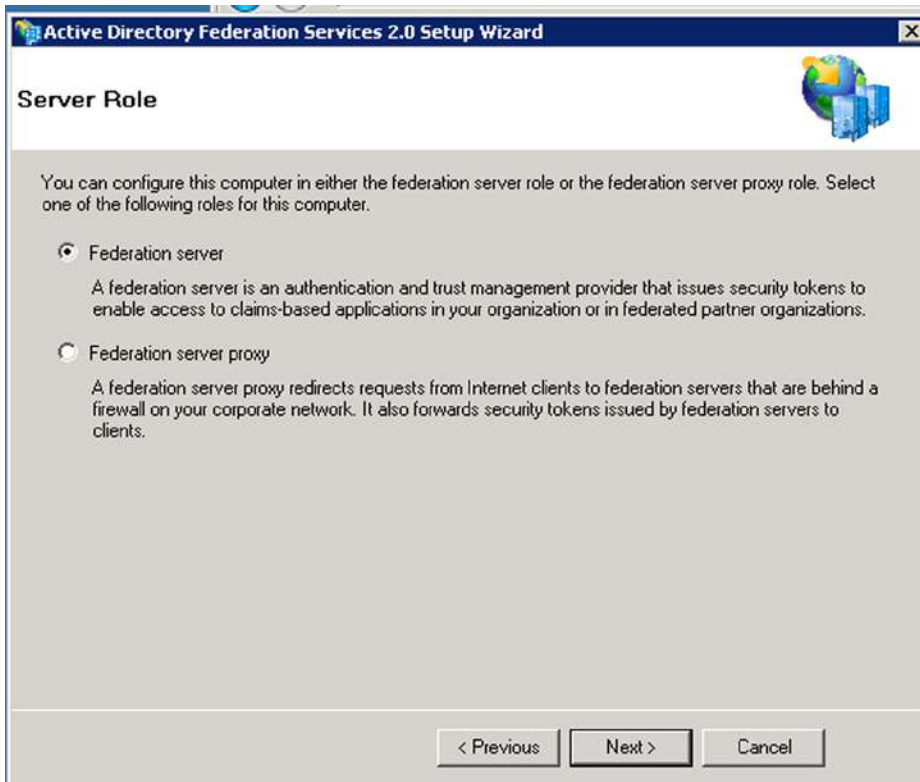 Active Directory Federation Services 2.0 Setup Wizard
Server Role
You can configure this computer in either the federation server role or the federation server proxy role. Select
one of the following roles for this computer.
Federation server
A federation server is an authentication and trust management provider that issues security tokens to
enable access to claims-based applications in your organization or in federated partner organizations.
Federation server proxy
A federation server proxy redirects requests from Internet clients to federation servers that are behind a
firewall on your corporate network. It also forwards security tokens issued by federation servers to
clients.
< Previous Next > Cancel